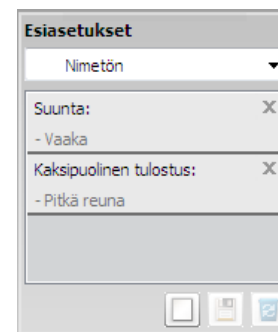 Esiasetukset
Nimetön
Suunta:
- Vaaka
Kaksipuolinen tulostus:
- Pitkä reuna